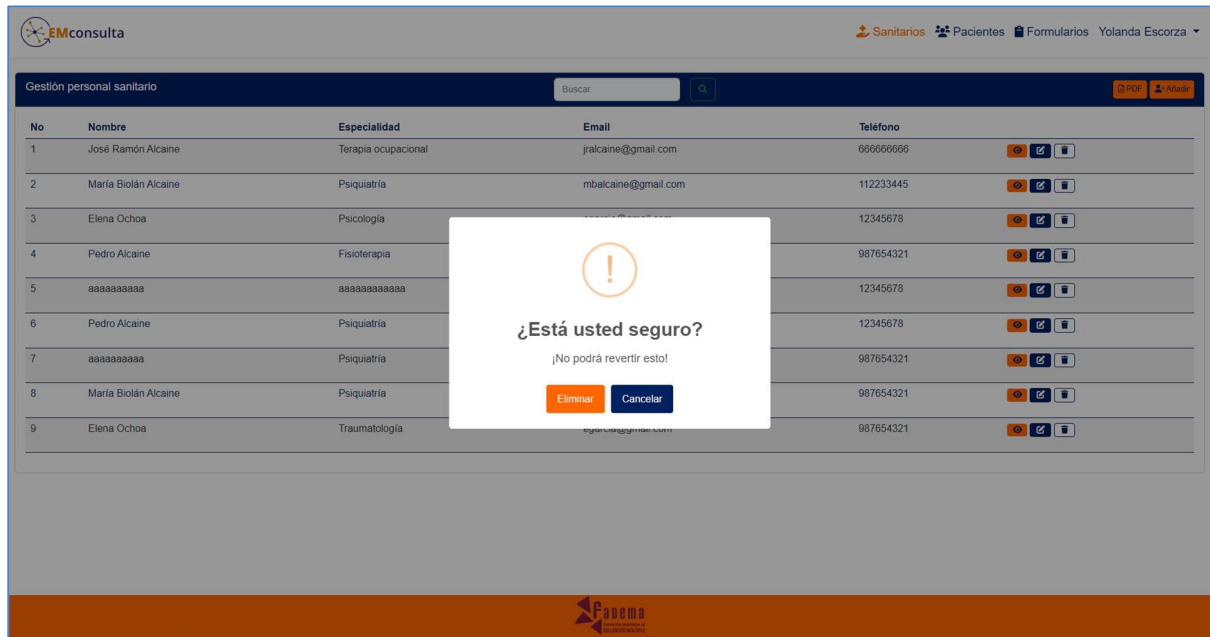 EMconsulta
Sanitarios Pacientes Formularios Yolanda Escorza
Gestión personal sanitario Buscar PDF Añadir
No Nombre Especialidad Email Teléfono
1 José Ramón Alcaine Terapia ocupacional jralcaine@gmail.com 666666666
2 María Biolán Alcaine Psiquiatría mbalcaine@gmail.com 112233445
3 Elena Ochoa Psicología 12345678
4 Pedro Alcaine Fisioterapia 987654321
5 aaaaaaaaaa aaaaaaaaaaaa 12345678
6 Pedro Alcaine Psiquiatría 12345678
7 aaaaaaaaaa Psiquiatría 987654321
8 María Biolán Alcaine Psiquiatría 987654321
9 Elena Ochoa Traumatología egarcia@gmail.com 987654321
!
¿Está usted seguro?
¡No podrá revertir esto!
Eliminar Cancelar
Fadema